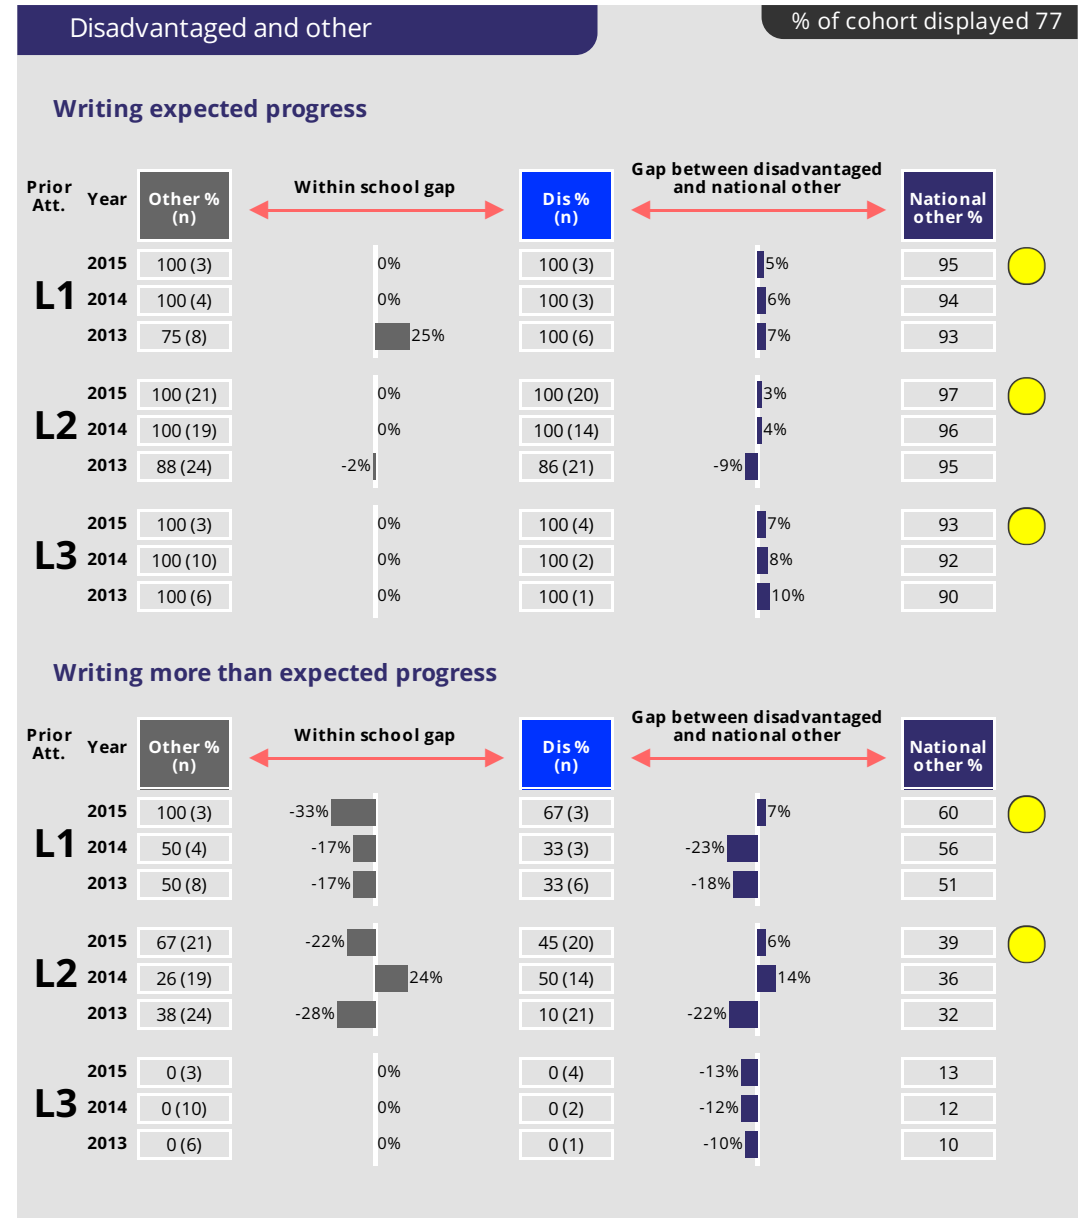 Disadvantaged and other
% of cohort displayed 77
Writing expected progress
Prior Att.
Year
Other % (n)
Within school gap
Dis % (n)
Gap between disadvantaged and national other
National other %
L1
2015 100 (3) 0% 100 (3) 5% 95
2014 100 (4) 0% 100 (3) 6% 94
2013 75 (8) 25% 100 (6) 7% 93
L2
2015 100 (21) 0% 100 (20) 3% 97
2014 100 (19) 0% 100 (14) 4% 96
2013 88 (24) -2% 86 (21) -9% 95
L3
2015 100 (3) 0% 100 (4) 7% 93
2014 100 (10) 0% 100 (2) 8% 92
2013 100 (6) 0% 100 (1) 10% 90
Writing more than expected progress
Prior Att.
Year
Other % (n)
Within school gap
Dis % (n)
Gap between disadvantaged and national other
National other %
L1
2015 100 (3) -33% 67 (3) 7% 60
2014 50 (4) -17% 33 (3) -23% 56
2013 50 (8) -17% 33 (6) -18% 51
L2
2015 67 (21) -22% 45 (20) 6% 39
2014 26 (19) 24% 50 (14) 14% 36
2013 38 (24) -28% 10 (21) -22% 32
L3
2015 0 (3) 0% 0 (4) -13% 13
2014 0 (10) 0% 0 (2) -12% 12
2013 0 (6) 0% 0 (1) -10% 10